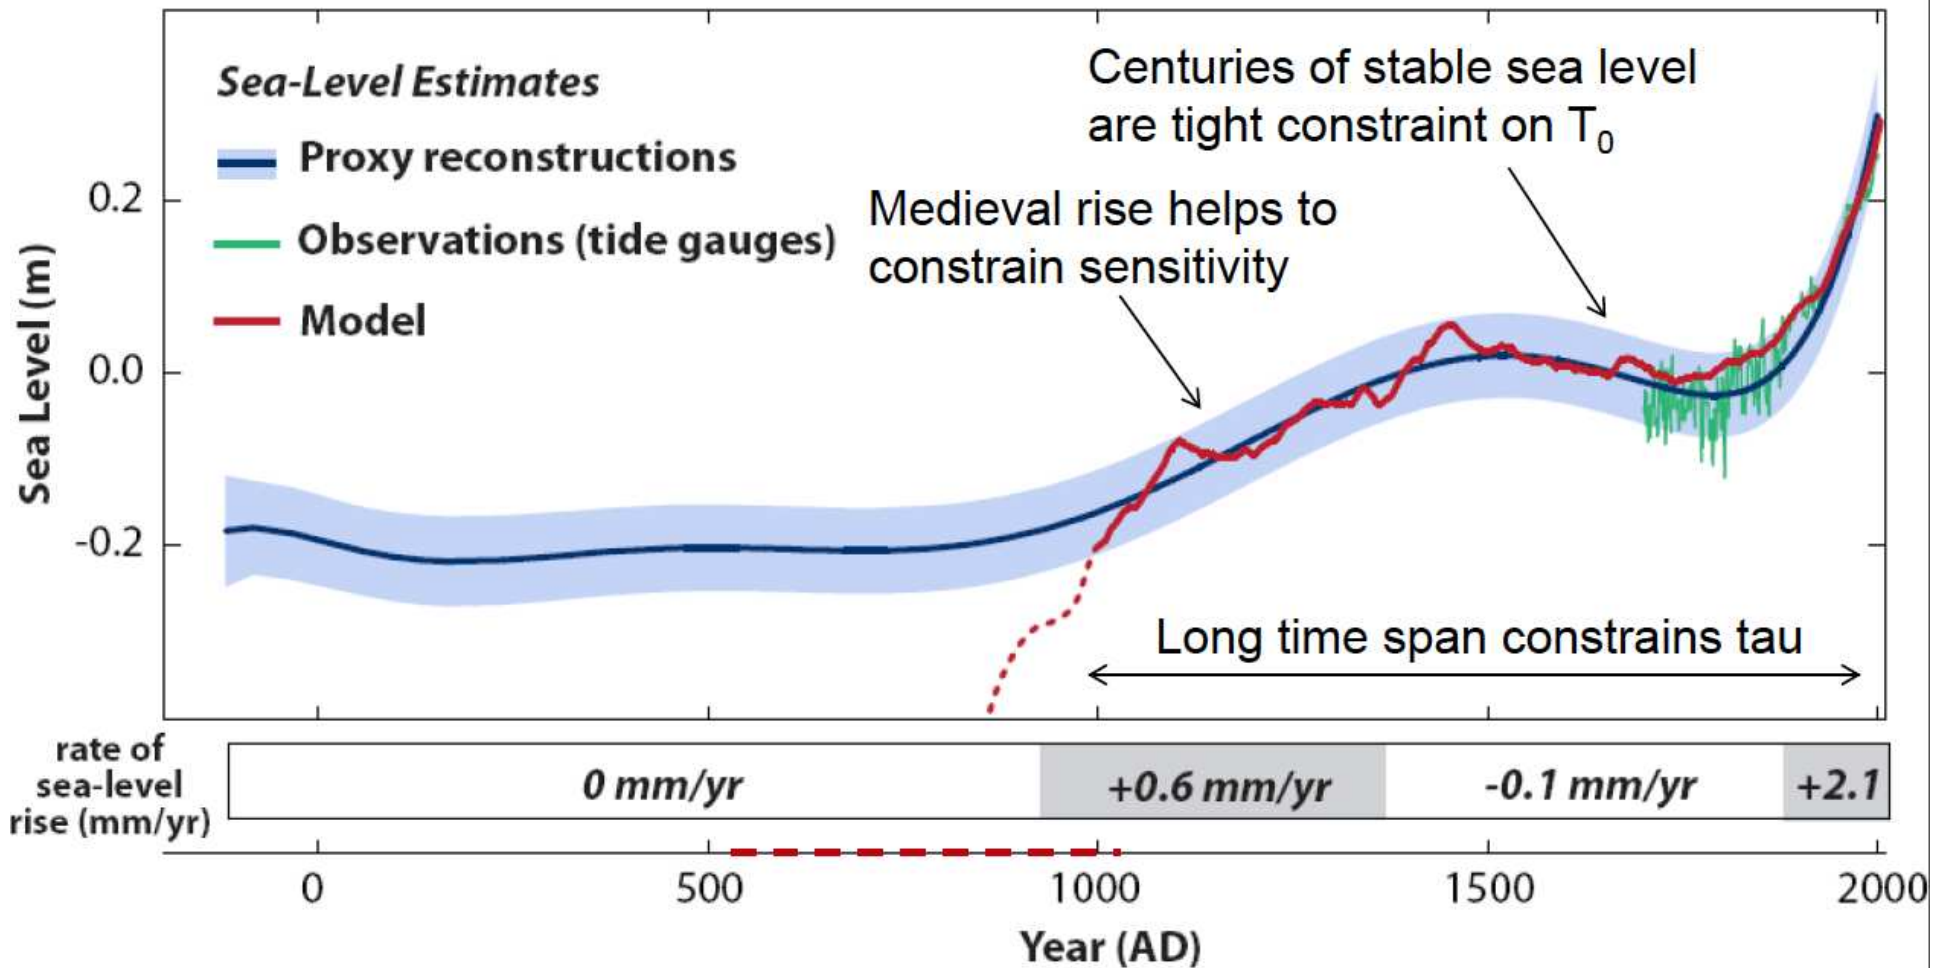 Sea-Level Estimates
Proxy reconstructions
Observations (tide gauges)
Model
Centuries of stable sea level
are tight constraint on T0
Medieval rise helps to
constrain sensitivity
Long time span constrains tau
Sea Level (m)
0.2
0.0
-0.2
rate of
sea-level
rise (mm/yr)
0 mm/yr
+0.6 mm/yr
-0.1 mm/yr
+2.1
0
500
1000
1500
2000
Year (AD)